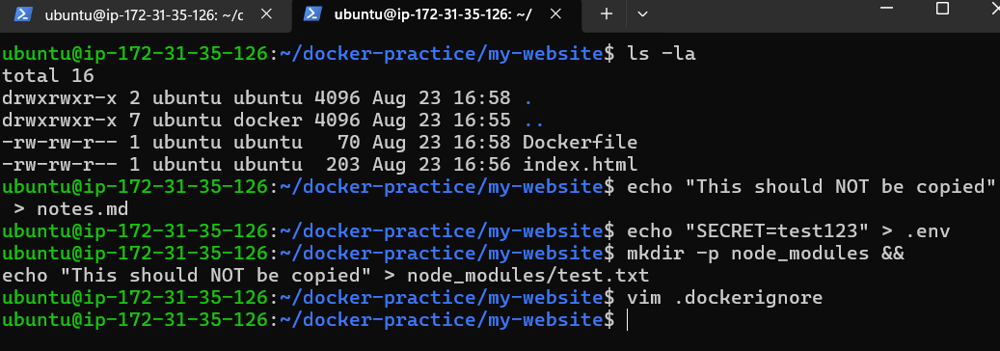 ubuntu@ip-172-31-35-126: ~/c ubuntu@ip-172-31-35-126: ~/
ubuntu@ip-172-31-35-126:~/docker-practice/my-website$ ls -la
total 16
drwxrwxr-x 2 ubuntu ubuntu 4096 Aug 23 16:58 .
drwxrwxr-x 7 ubuntu docker 4096 Aug 23 16:55 ..
-rw-rw-r-- 1 ubuntu ubuntu   70 Aug 23 16:58 Dockerfile
-rw-rw-r-- 1 ubuntu ubuntu  203 Aug 23 16:56 index.html
ubuntu@ip-172-31-35-126:~/docker-practice/my-website$ echo "This should NOT be copied"
 > notes.md
ubuntu@ip-172-31-35-126:~/docker-practice/my-website$ echo "SECRET=test123" > .env
ubuntu@ip-172-31-35-126:~/docker-practice/my-website$ mkdir -p node_modules &&
echo "This should NOT be copied" > node_modules/test.txt
ubuntu@ip-172-31-35-126:~/docker-practice/my-website$ vim .dockerignore
ubuntu@ip-172-31-35-126:~/docker-practice/my-website$